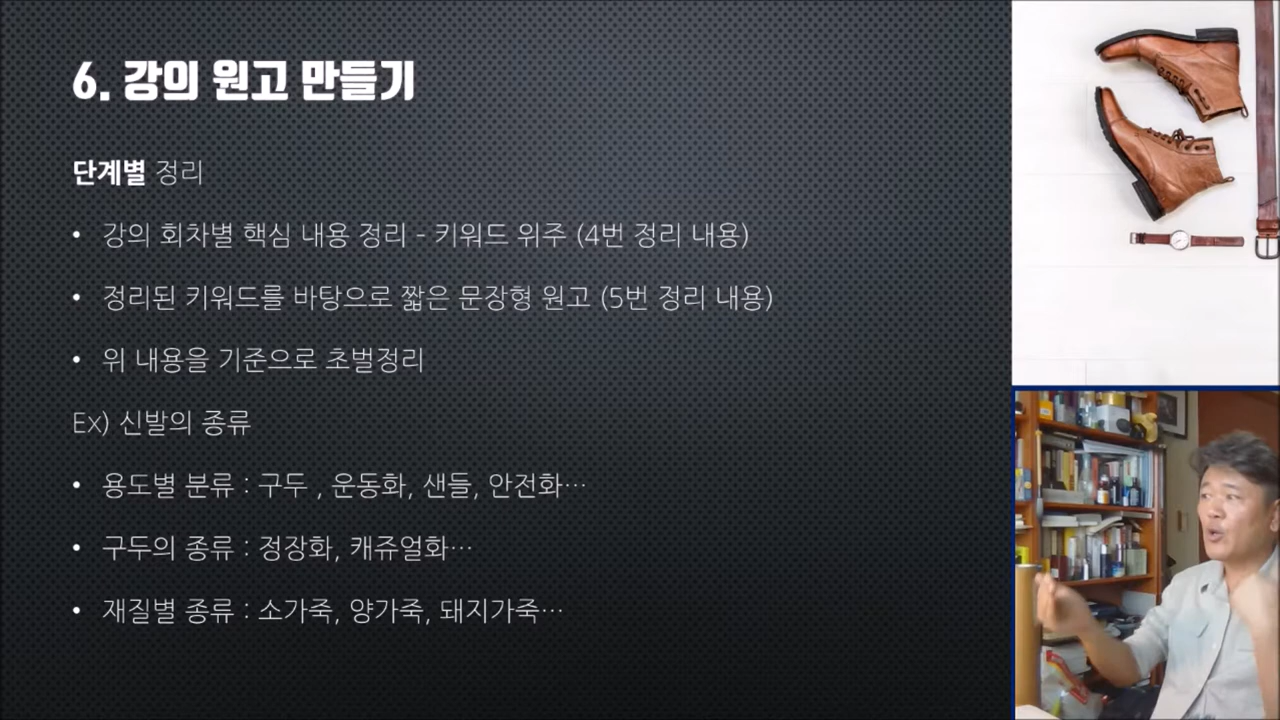 6. 강의 원고 만들기
단계별 정리
• 강의 회차별 핵심 내용 정리 - 키워드 위주 (4번 정리 내용)
• 정리된 키워드를 바탕으로 짧은 문장형 원고 (5번 정리 내용)
• 위 내용을 기준으로 초벌정리
Ex) 신발의 종류
• 용도별 분류 : 구두 , 운동화, 샌들, 안전화…
• 구두의 종류 : 정장화, 캐쥬얼화…
• 재질별 종류 : 소가죽, 양가죽, 돼지가죽…